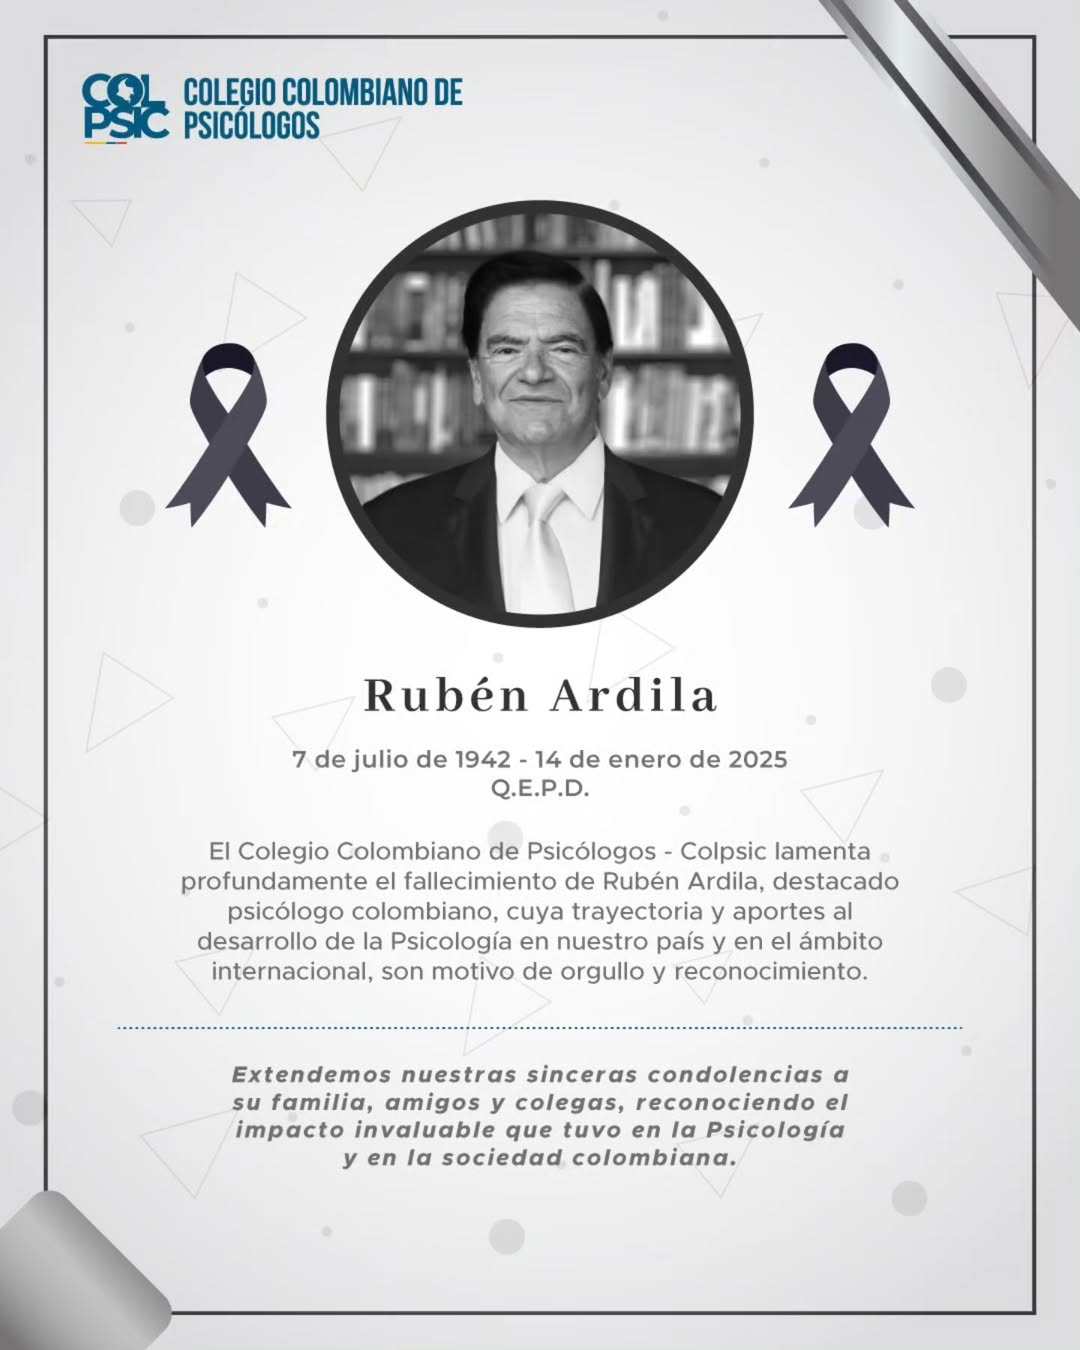 COL
PSIC
COLEGIO COLOMBIANO DE
PSICÓLOGOS
Rubén Ardila
7 de julio de 1942 - 14 de enero de 2025
Q.E.P.D.
El Colegio Colombiano de Psicólogos - Colpsic lamenta
profundamente el fallecimiento de Rubén Ardila, destacado
psicólogo colombiano, cuya trayectoria y aportes al
desarrollo de la Psicología en nuestro país y en el ámbito
internacional, son motivo de orgullo y reconocimiento.
Extendemos nuestras sinceras condolencias a
su familia, amigos y colegas, reconociendo el
impacto invaluable que tuvo en la Psicología
y en la sociedad colombiana.